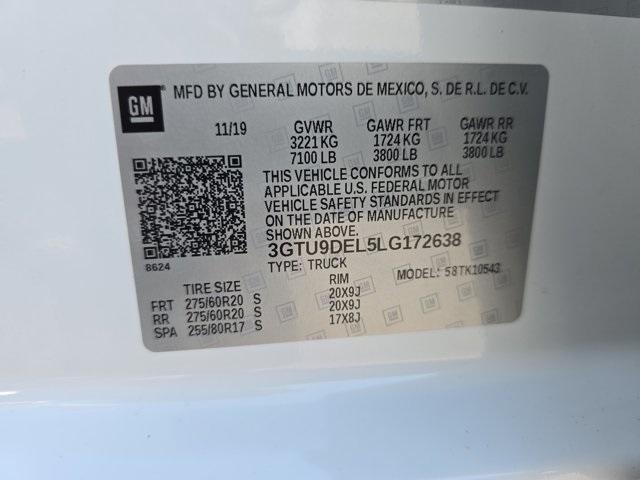 GM
MFD BY GENERAL MOTORS DE MEXICO, S. DE R.L. DE C.V.
11/19 GVWR GAWR FRT GAWR RR
3221 KG 1724 KG 1724 KG
7100 LB 3800 LB 3800 LB
THIS VEHICLE CONFORMS TO ALL
APPLICABLE U.S. FEDERAL MOTOR
VEHICLE SAFETY STANDARDS IN EFFECT
ON THE DATE OF MANUFACTURE
SHOWN ABOVE.
3GTU9DEL5LG172638
8624
TYPE: TRUCK MODEL: 58TK10543
TIRE SIZE RIM
FRT 275/60R20 S 20X9J
RR 275/60R20 S 20X9J
SPA 255/80R17 S 17X8J